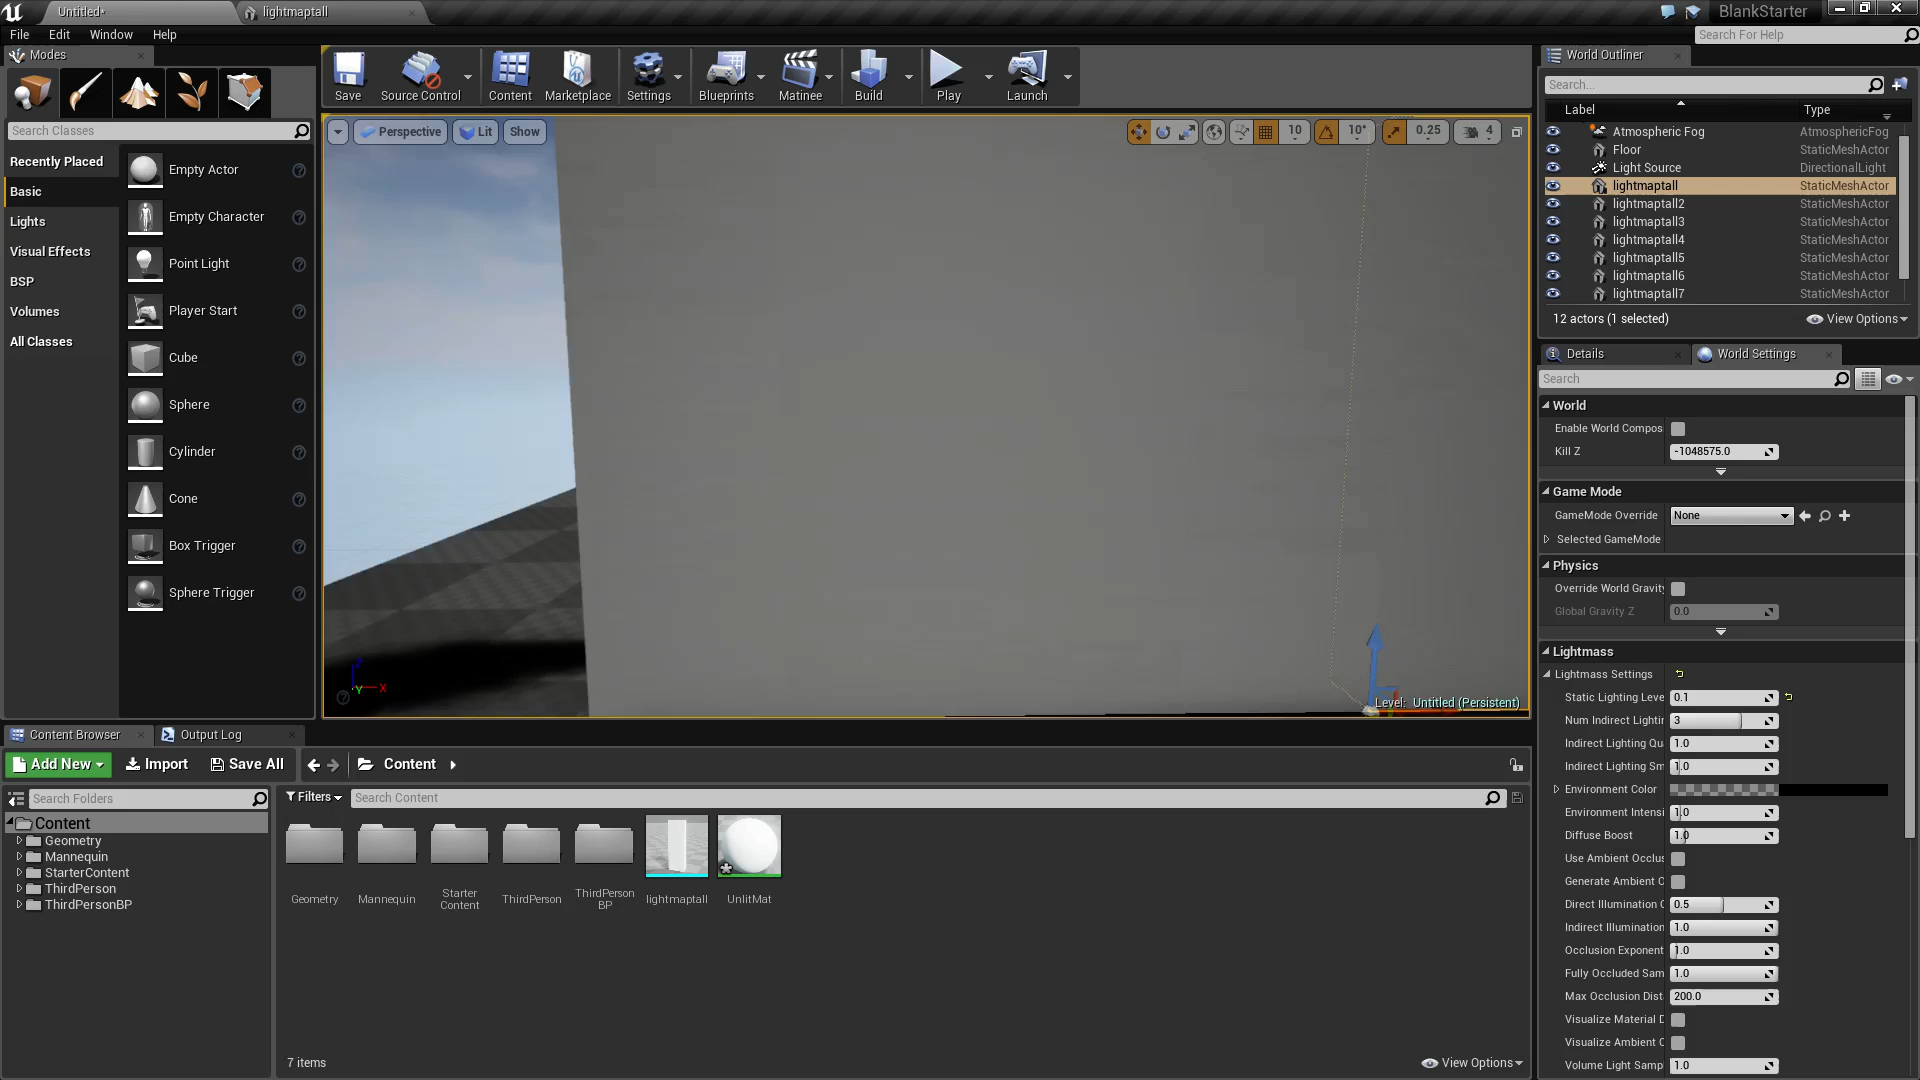 Untitled*
lightmaptall
BlankStarter
File Edit Window Help
Search For Help
Modes
Search Classes
Recently Placed
Basic
Lights
Visual Effects
BSP
Volumes
All Classes
Empty Actor
Empty Character
Point Light
Player Start
Cube
Sphere
Cylinder
Cone
Box Trigger
Sphere Trigger
Save
Source Control
Content
Marketplace
Settings
Blueprints
Matinee
Build
Play
Launch
Perspective
Lit
Show
10
10°
0.25
4
Z
X
Y
Level: Untitled (Persistent)
World Outliner
Search...
Label Type
Atmospheric Fog AtmosphericFog
Floor StaticMeshActor
Light Source DirectionalLight
lightmaptall StaticMeshActor
lightmaptall2 StaticMeshActor
lightmaptall3 StaticMeshActor
lightmaptall4 StaticMeshActor
lightmaptall5 StaticMeshActor
lightmaptall6 StaticMeshActor
lightmaptall7 StaticMeshActor
12 actors (1 selected)
View Options
Details
World Settings
Search
World
Enable World Compos
Kill Z -1048575.0
Game Mode
GameMode Override None
Selected GameMode
Physics
Override World Gravity
Global Gravity Z 0.0
Lightmass
Lightmass Settings
Static Lighting Leve 0.1
Num Indirect Lightin 3
Indirect Lighting Qu 1.0
Indirect Lighting Sm 1.0
Environment Color
Environment Intensi 1.0
Diffuse Boost 1.0
Use Ambient Occlus
Generate Ambient O
Direct Illumination O 0.5
Indirect Illumination 1.0
Occlusion Exponent 1.0
Fully Occluded Sam 1.0
Max Occlusion Dist 200.0
Visualize Material D
Visualize Ambient O
Volume Light Samp 1.0
Content Browser
Output Log
Add New
Import
Save All
Content
Search Folders
Filters
Search Content
Content
Geometry
Mannequin
StarterContent
ThirdPerson
ThirdPersonBP
Geometry
Mannequin
Starter
Content
ThirdPerson
ThirdPerson
BP
lightmaptall
UnlitMat
7 items
View Options